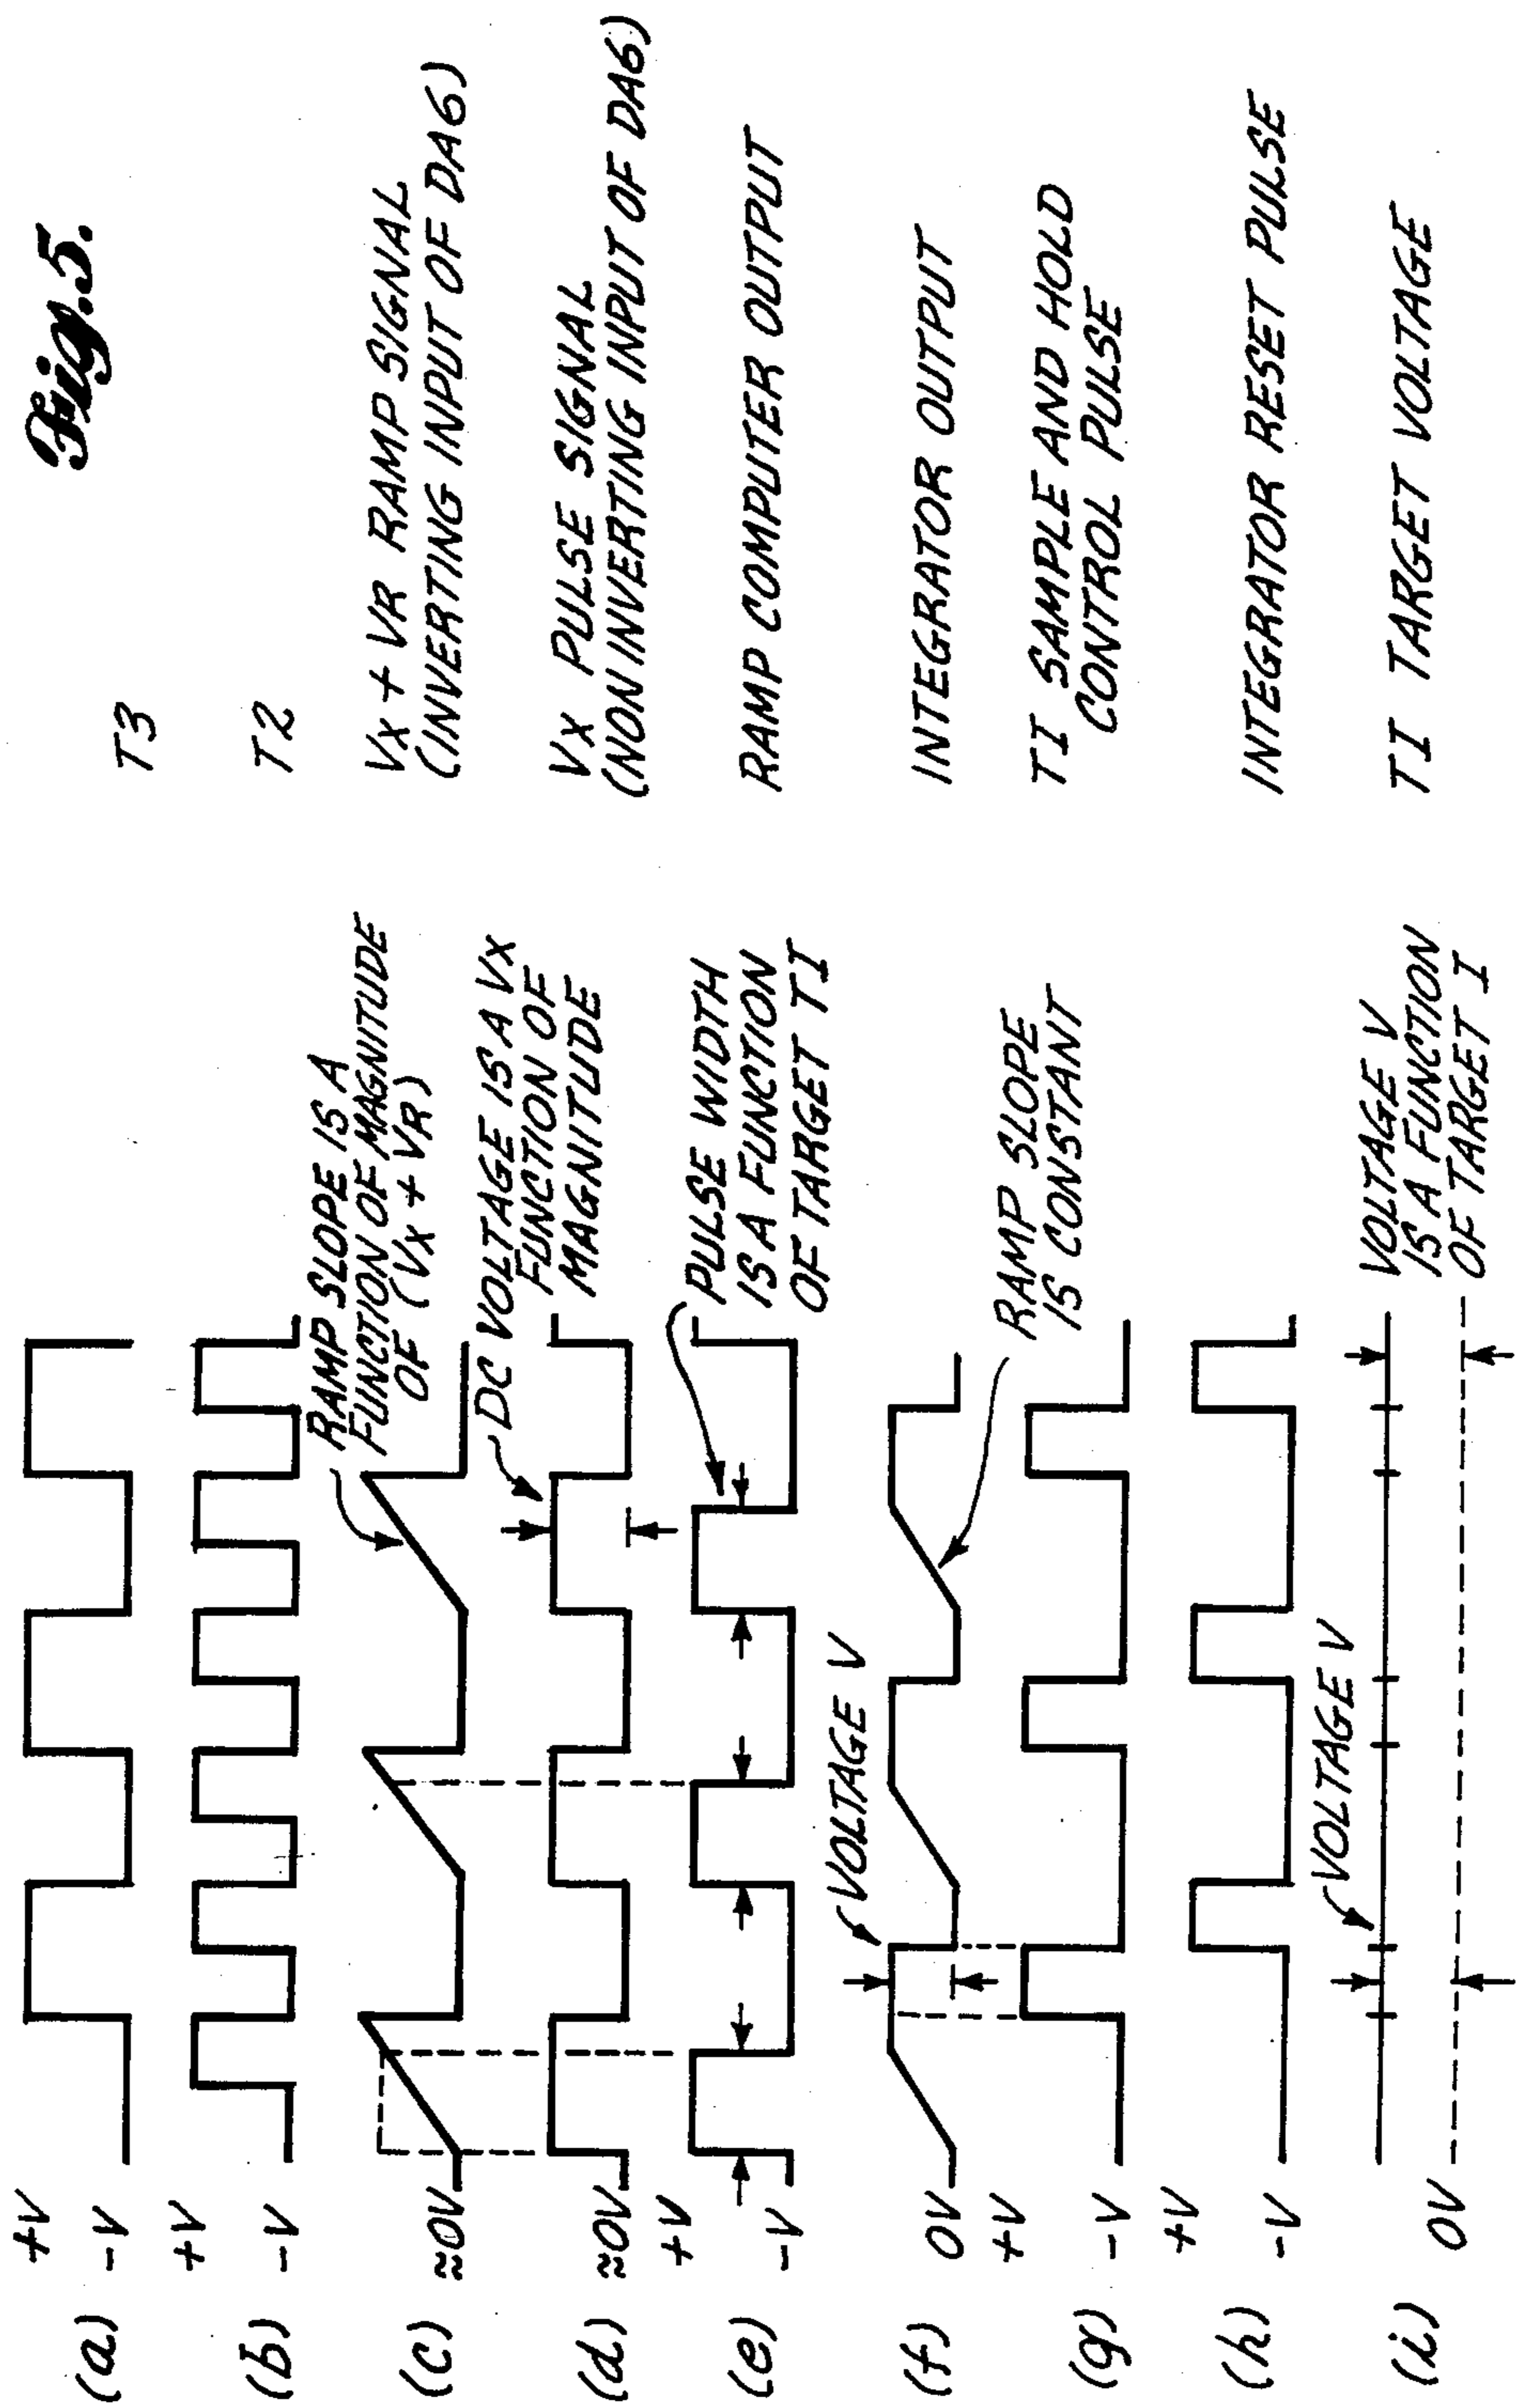 Fig. 5.
(a) +V -V T3
(b) +V -V T2
(c) ≈0V
RAMP SLOPE IS A
FUNCTION OF MAGNITUDE
OF (VX + VR)
VX + VR RAMP SIGNAL
(INVERTING INPUT OF DA6)
(d) ≈0V
DC VOLTAGE IS A VX
FUNCTION OF
MAGNITUDE
VX PULSE SIGNAL
(NON INVERTING INPUT OF DA6)
(e) +V -V
PULSE WIDTH
IS A FUNCTION
OF TARGET TI
RAMP COMPUTER OUTPUT
(f) 0V
VOLTAGE V
RAMP SLOPE
IS CONSTANT
INTEGRATOR OUTPUT
(g) +V -V
TI SAMPLE AND HOLD
CONTROL PULSE
(h) +V -V
INTEGRATOR RESET PULSE
(i) 0V
VOLTAGE V
VOLTAGE V
IS A FUNCTION
OF TARGET I
TI TARGET VOLTAGE